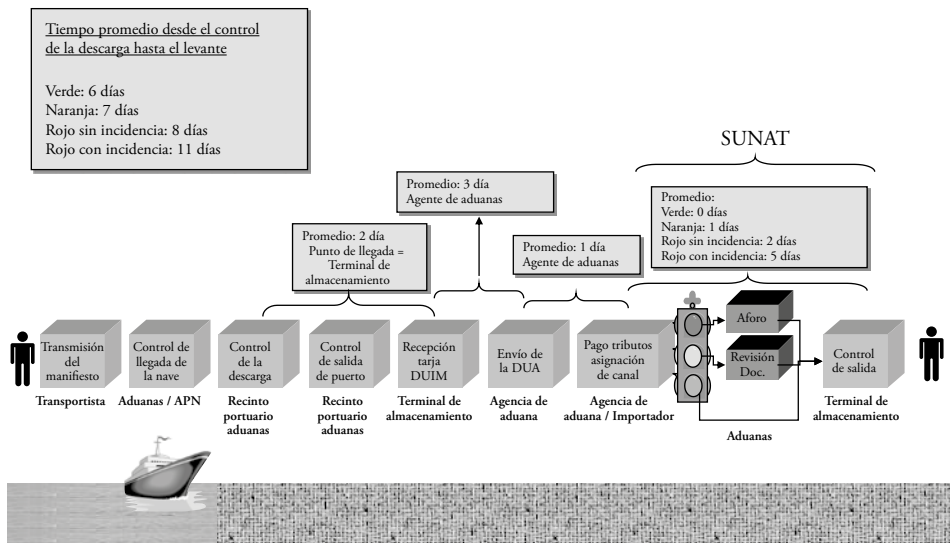 Tiempo promedio desde el control
de la descarga hasta el levante
Verde: 6 días
Naranja: 7 días
Rojo sin incidencia: 8 días
Rojo con incidencia: 11 días
SUNAT
Promedio: 3 día
Agente de aduanas
Promedio:
Verde: 0 días
Naranja: 1 días
Rojo sin incidencia: 2 días
Rojo con incidencia: 5 días
Promedio: 2 día
Punto de llegada =
Terminal de
almacenamiento
Promedio: 1 día
Agente de aduanas
Transmisión
del
manifiesto
Transportista
Control de
llegada de
la nave
Aduanas / APN
Control
de la
descarga
Recinto
portuario
aduanas
Control
de salida
de puerto
Recinto
portuario
aduanas
Recepción
tarja
DUIM
Terminal de
almacenamiento
Envío de
la DUA
Agencia de
aduana
Pago tributos
asignación
de canal
Agencia de
aduana / Importador
Aforo
Revisión
Doc.
Aduanas
Control
de salida
Terminal de
almacenamiento